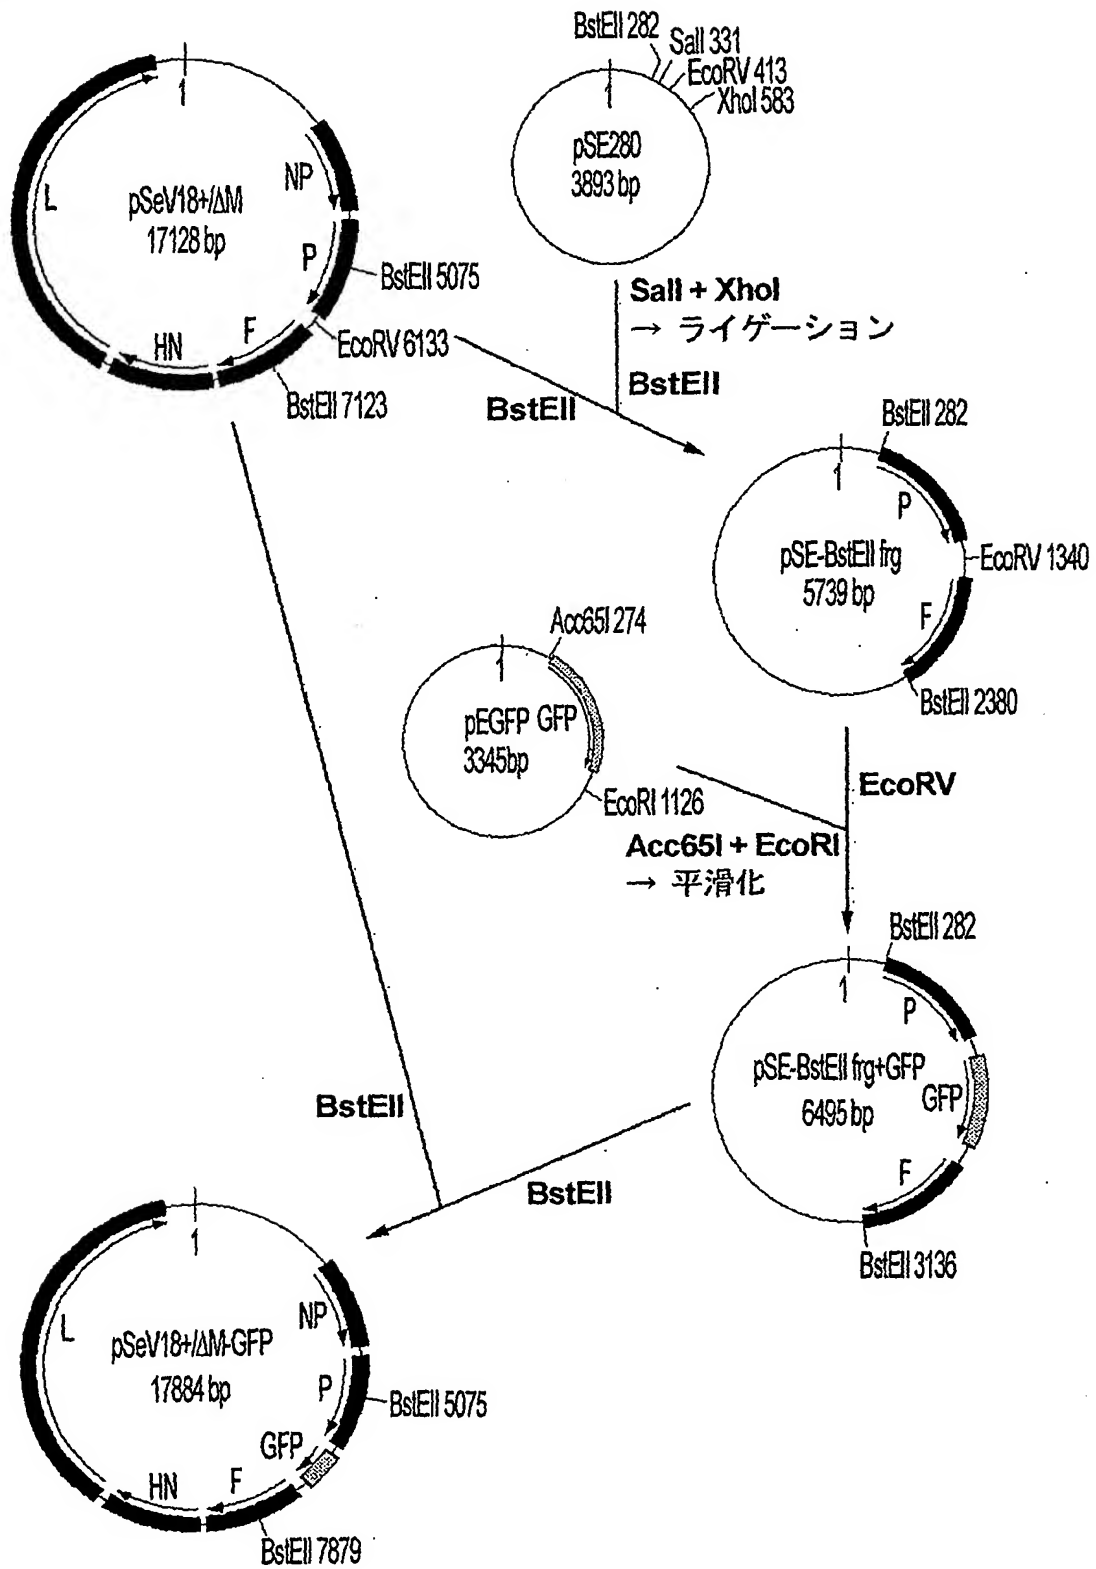 1
L
NP
pSeV18+/ΔM
17128 bp
P
BstEII 5075
F
EcoRV 6133
HN
BstEII 7123
BstEII 282
SalI 331
EcoRV 413
XhoI 583
1
pSE280
3893 bp
SalI + XhoI
→ ライゲーション
BstEII
BstEII
BstEII 282
1
P
pSE-BstEII frg
5739 bp
EcoRV 1340
F
BstEII 2380
Acc65I 274
1
pEGFP GFP
3345bp
EcoRI 1126
EcoRV
Acc65I + EcoRI
→ 平滑化
BstEII 282
1
P
pSE-BstEII frg+GFP
6495 bp
GFP
F
BstEII 3136
BstEII
BstEII
1
L
NP
pSeV18+/ΔM-GFP
17884 bp
P
BstEII 5075
GFP
F
HN
BstEII 7879